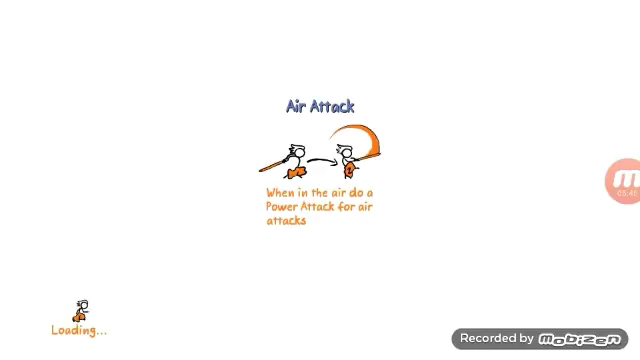 Air Attack
When in the air do a
Power Attack for air
attacks
Loading...
Recorded by mobizen